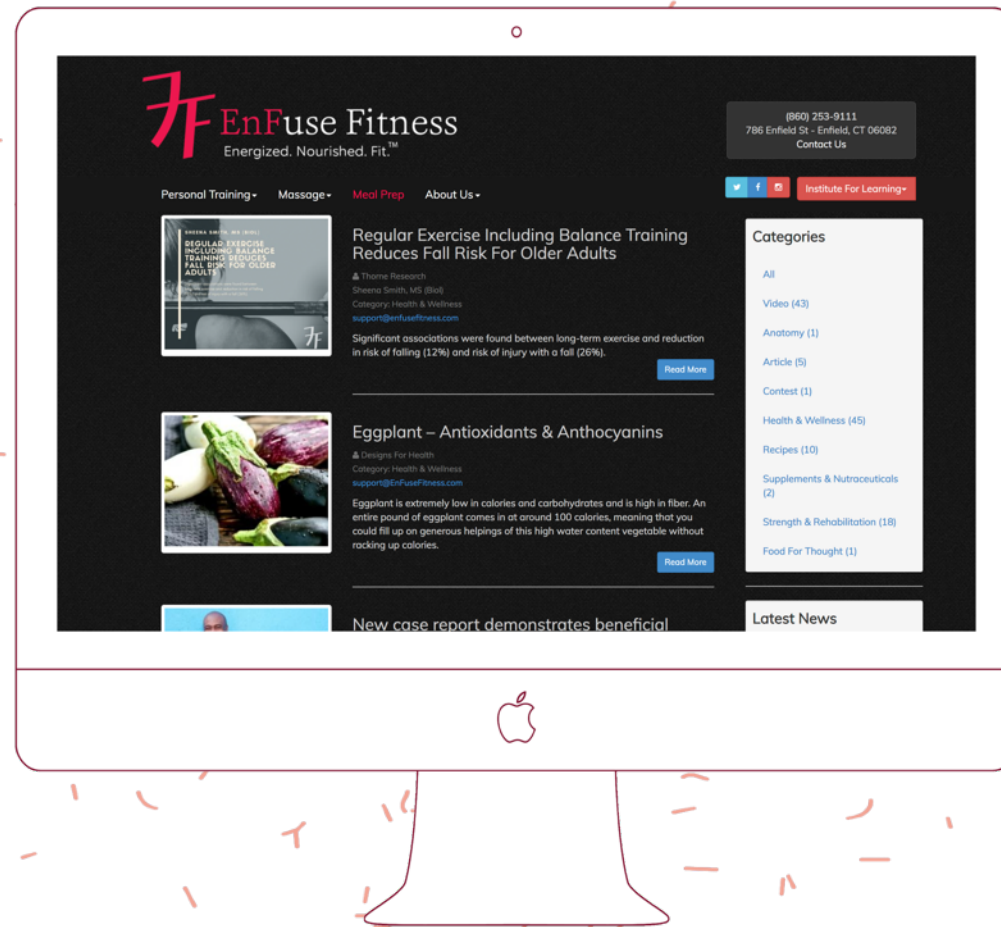 EnFuse Fitness
Energized. Nourished. Fit.™
(860) 253-9111
786 Enfield St - Enfield, CT 06082
Contact Us
Personal Training
Massage
Meal Prep
About Us
Institute For Learning
SHEENA SMITH, MS (BIOL)
REGULAR EXERCISE
INCLUDING BALANCE
TRAINING REDUCES
FALL RISK FOR OLDER
ADULTS
Regular Exercise Including Balance Training
Reduces Fall Risk For Older Adults
Thorne Research
Sheena Smith, MS (Biol)
Category: Health & Wellness
support@enfusefitness.com
Significant associations were found between long-term exercise and reduction
in risk of falling (12%) and risk of injury with a fall (26%).
Read More
Eggplant – Antioxidants & Anthocyanins
Designs For Health
Category: Health & Wellness
support@EnFuseFitness.com
Eggplant is extremely low in calories and carbohydrates and is high in fiber. An
entire pound of eggplant comes in at around 100 calories, meaning that you
could fill up on generous helpings of this high water content vegetable without
racking up calories.
Read More
New case report demonstrates beneficial
Categories
All
Video (43)
Anatomy (1)
Article (5)
Contest (1)
Health & Wellness (45)
Recipes (10)
Supplements & Nutraceuticals
(2)
Strength & Rehabilitation (18)
Food For Thought (1)
Latest News